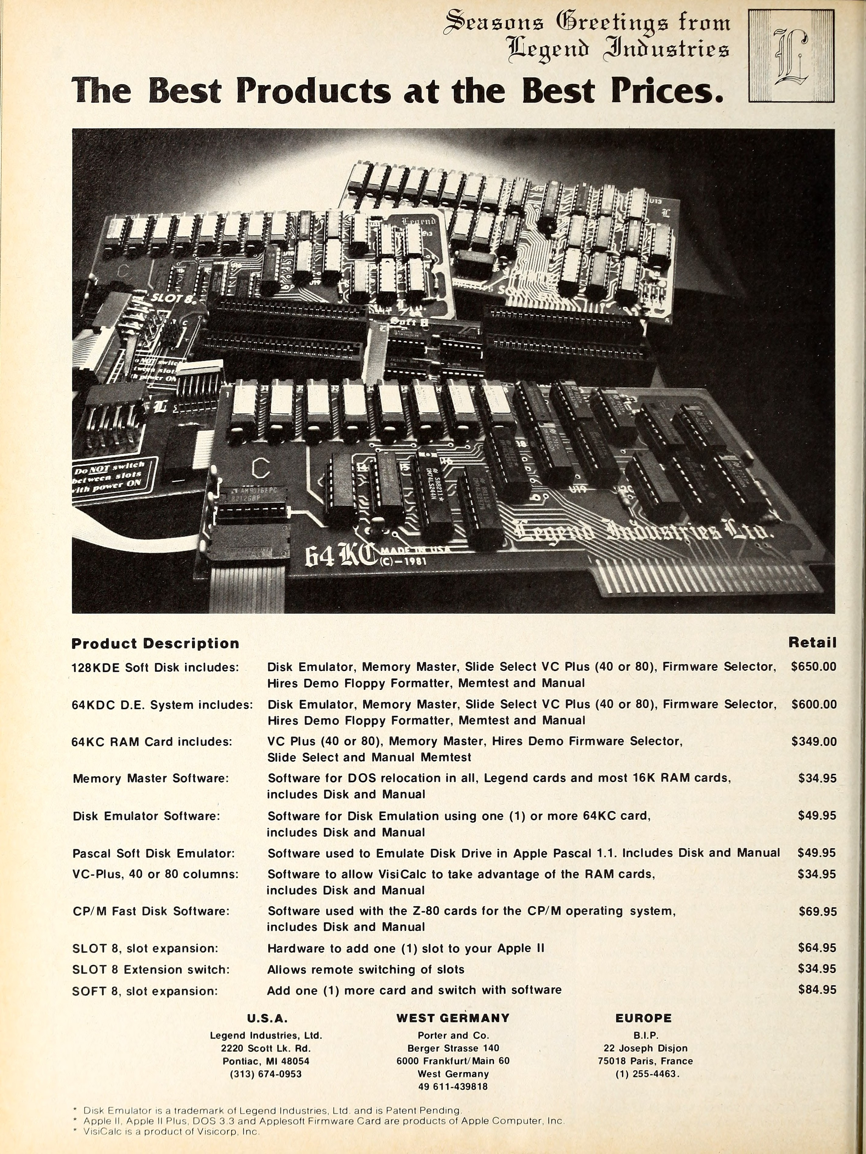 Seasons Greetings from
Legend Industries
L
The Best Products at the Best Prices.
U13
L
Legend
C
SLOT 8
Soft 8
Do NOT switch
between slots
with power ON
C
U19
Legend Industries Ltd.
64 KC MADE IN USA
(C)-1981
Product Description Retail
128KDE Soft Disk includes: Disk Emulator, Memory Master, Slide Select VC Plus (40 or 80), Firmware Selector, $650.00
Hires Demo Floppy Formatter, Memtest and Manual
64KDC D.E. System includes: Disk Emulator, Memory Master, Slide Select VC Plus (40 or 80), Firmware Selector, $600.00
Hires Demo Floppy Formatter, Memtest and Manual
64KC RAM Card includes: VC Plus (40 or 80), Memory Master, Hires Demo Firmware Selector, $349.00
Slide Select and Manual Memtest
Memory Master Software: Software for DOS relocation in all, Legend cards and most 16K RAM cards, $34.95
includes Disk and Manual
Disk Emulator Software: Software for Disk Emulation using one (1) or more 64KC card, $49.95
includes Disk and Manual
Pascal Soft Disk Emulator: Software used to Emulate Disk Drive in Apple Pascal 1.1. Includes Disk and Manual $49.95
VC-Plus, 40 or 80 columns: Software to allow VisiCalc to take advantage of the RAM cards, $34.95
includes Disk and Manual
CP/M Fast Disk Software: Software used with the Z-80 cards for the CP/M operating system, $69.95
includes Disk and Manual
SLOT 8, slot expansion: Hardware to add one (1) slot to your Apple II $64.95
SLOT 8 Extension switch: Allows remote switching of slots $34.95
SOFT 8, slot expansion: Add one (1) more card and switch with software $84.95
U.S.A.
Legend Industries, Ltd.
2220 Scott Lk. Rd.
Pontiac, MI 48054
(313) 674-0953
WEST GERMANY
Porter and Co.
Berger Strasse 140
6000 Frankfurt/Main 60
West Germany
49 611-439818
EUROPE
B.I.P.
22 Joseph Disjon
75018 Paris, France
(1) 255-4463.
* Disk Emulator is a trademark of Legend Industries, Ltd. and is Patent Pending
* Apple II, Apple II Plus, DOS 3.3 and Applesoft Firmware Card are products of Apple Computer, Inc.
* VisiCalc is a product of Visicorp, Inc.